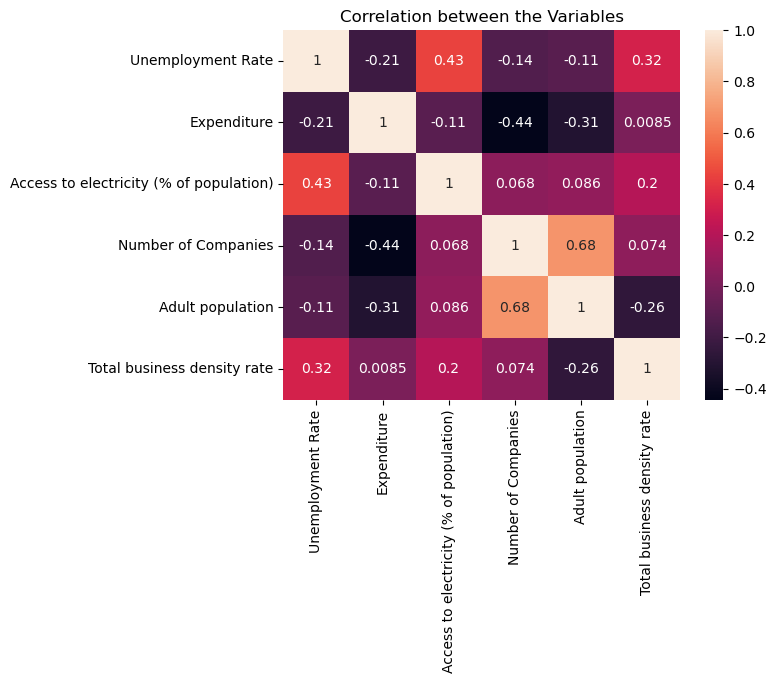 Correlation between the Variables
Unemployment Rate 1 -0.21 0.43 -0.14 -0.11 0.32
Expenditure -0.21 1 -0.11 -0.44 -0.31 0.0085
Access to electricity (% of population) 0.43 -0.11 1 0.068 0.086 0.2
Number of Companies -0.14 -0.44 0.068 1 0.68 0.074
Adult population -0.11 -0.31 0.086 0.68 1 -0.26
Total business density rate 0.32 0.0085 0.2 0.074 -0.26 1
Unemployment Rate
Expenditure
Access to electricity (% of population)
Number of Companies
Adult population
Total business density rate
1.0
0.8
0.6
0.4
0.2
0.0
−0.2
−0.4